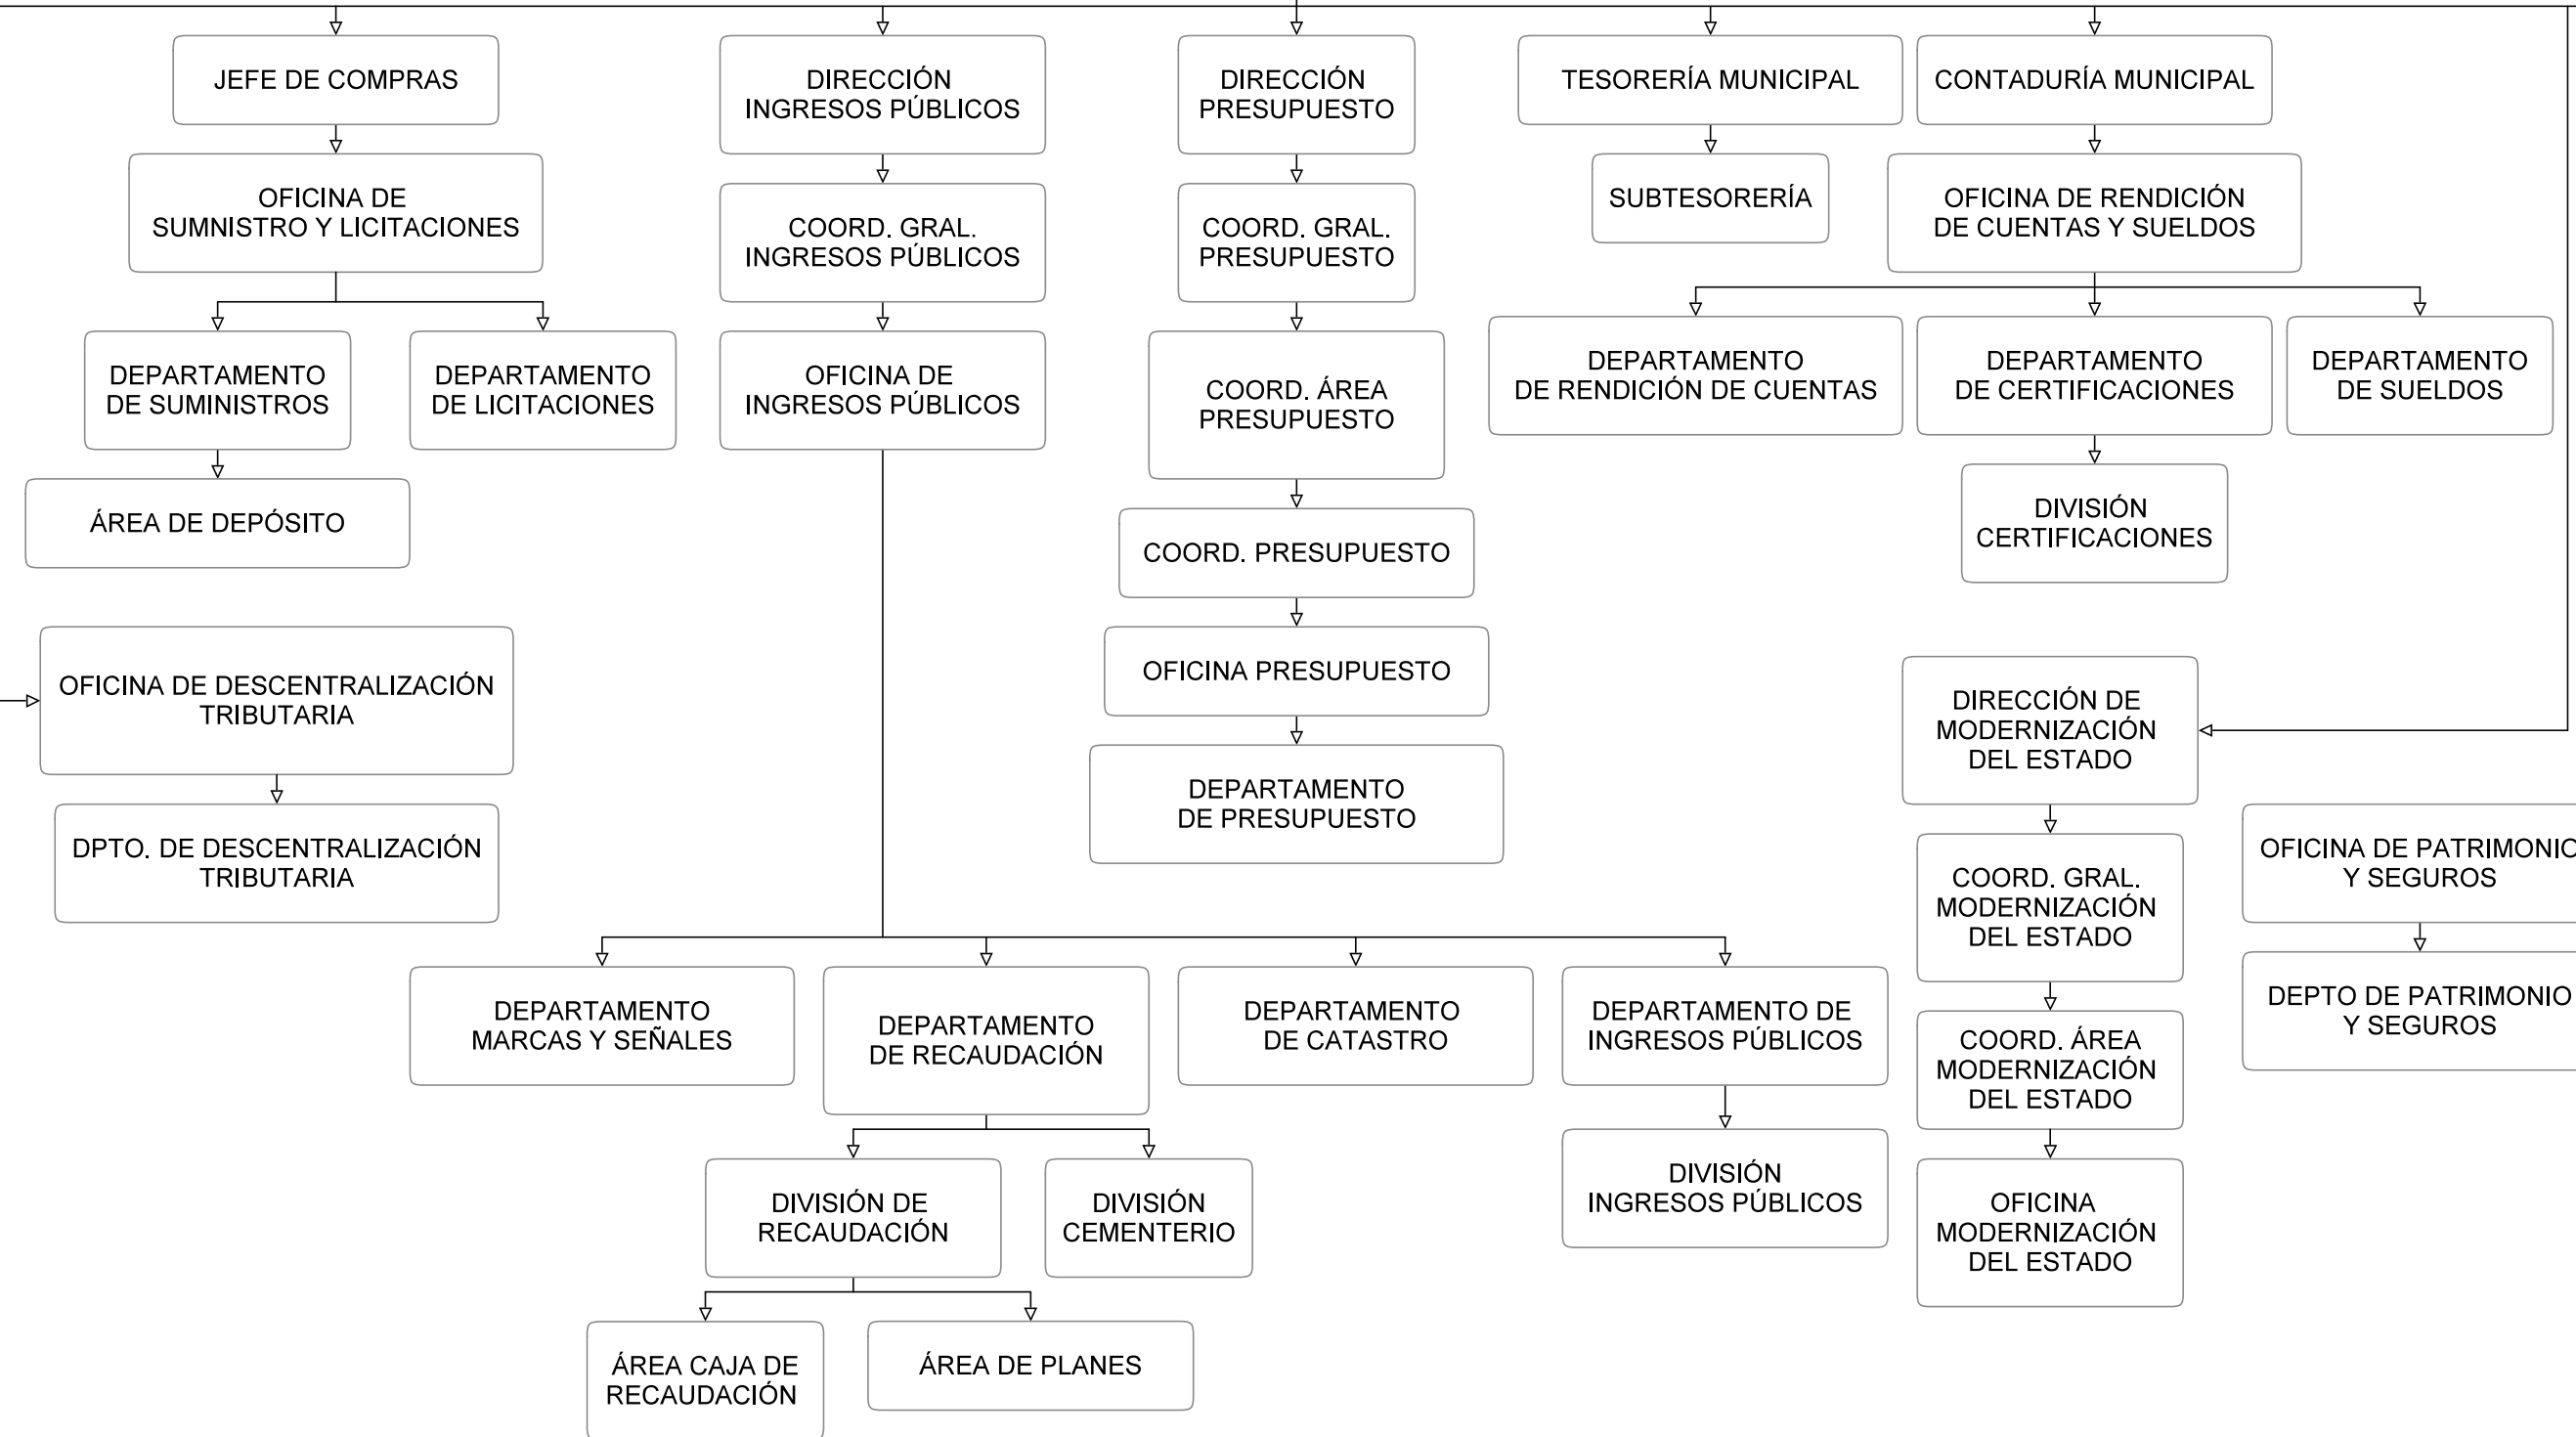 JEFE DE COMPRAS
DIRECCIÓN
INGRESOS PÚBLICOS
DIRECCIÓN
PRESUPUESTO
TESORERÍA MUNICIPAL
CONTADURÍA MUNICIPAL
OFICINA DE
SUMNISTRO Y LICITACIONES
COORD. GRAL.
INGRESOS PÚBLICOS
COORD. GRAL.
PRESUPUESTO
SUBTESORERÍA
OFICINA DE RENDICIÓN
DE CUENTAS Y SUELDOS
DEPARTAMENTO
DE SUMINISTROS
DEPARTAMENTO
DE LICITACIONES
OFICINA DE
INGRESOS PÚBLICOS
COORD. ÁREA
PRESUPUESTO
DEPARTAMENTO
DE RENDICIÓN DE CUENTAS
DEPARTAMENTO
DE CERTIFICACIONES
DEPARTAMENTO
DE SUELDOS
ÁREA DE DEPÓSITO
COORD. PRESUPUESTO
DIVISIÓN
CERTIFICACIONES
OFICINA DE DESCENTRALIZACIÓN
TRIBUTARIA
OFICINA PRESUPUESTO
DIRECCIÓN DE
MODERNIZACIÓN
DEL ESTADO
DPTO. DE DESCENTRALIZACIÓN
TRIBUTARIA
DEPARTAMENTO
DE PRESUPUESTO
COORD. GRAL.
MODERNIZACIÓN
DEL ESTADO
OFICINA DE PATRIMONIO
Y SEGUROS
DEPARTAMENTO
MARCAS Y SEÑALES
DEPARTAMENTO
DE RECAUDACIÓN
DEPARTAMENTO
DE CATASTRO
DEPARTAMENTO DE
INGRESOS PÚBLICOS
COORD. ÁREA
MODERNIZACIÓN
DEL ESTADO
DEPTO DE PATRIMONIO
Y SEGUROS
DIVISIÓN DE
RECAUDACIÓN
DIVISIÓN
CEMENTERIO
DIVISIÓN
INGRESOS PÚBLICOS
OFICINA
MODERNIZACIÓN
DEL ESTADO
ÁREA CAJA DE
RECAUDACIÓN
ÁREA DE PLANES